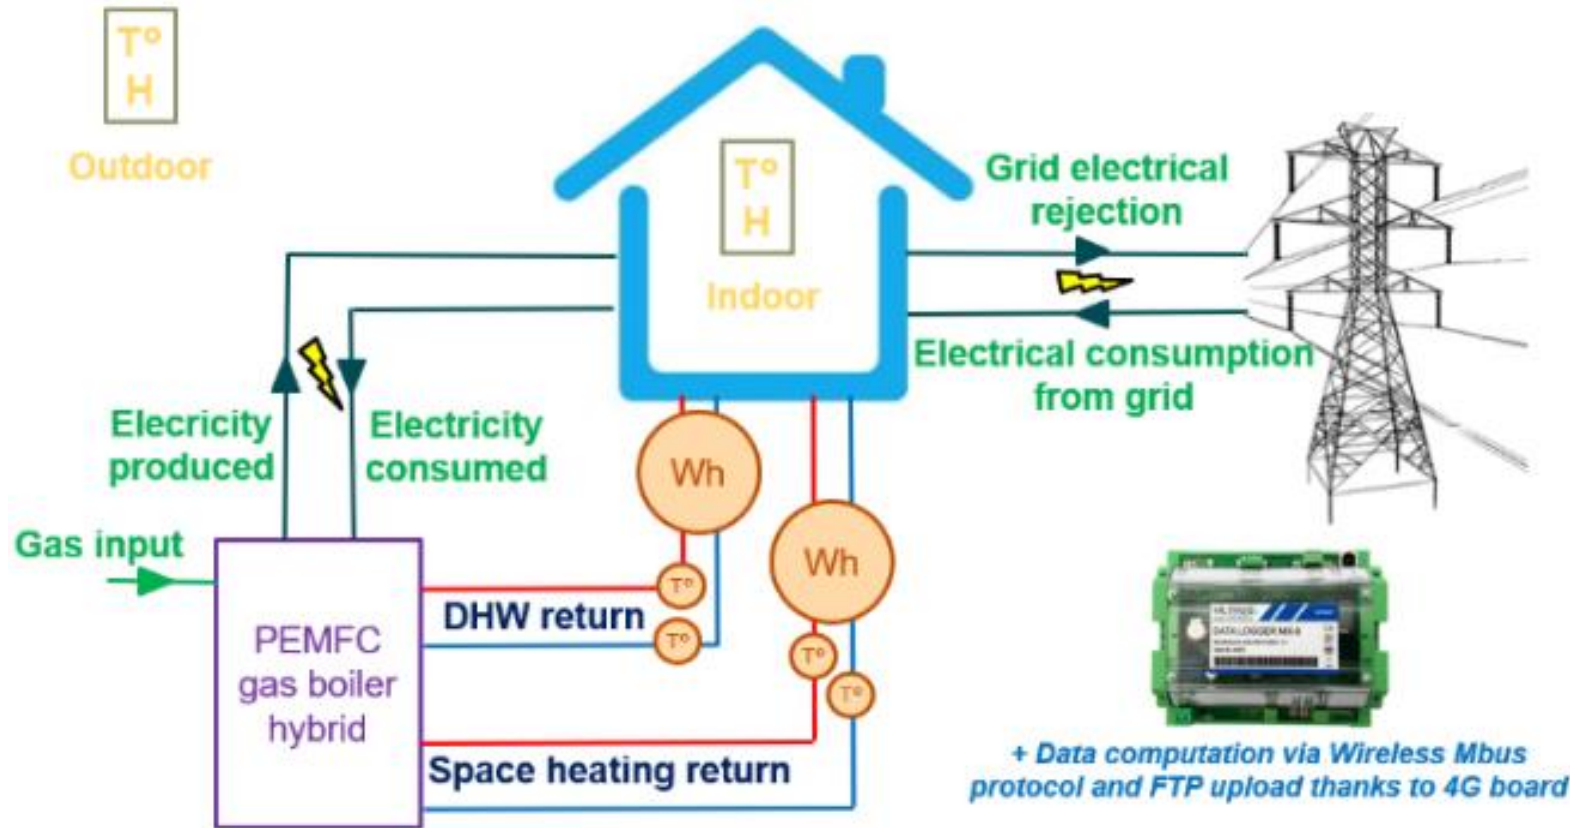 T°
H
Outdoor
T°
H
Indoor
Grid electrical
rejection
Electrical consumption
from grid
Elecricity
produced
Electricity
consumed
Gas input
Wh
Wh
T°
T°
T°
T°
DHW return
PEMFC
gas boiler
hybrid
Space heating return
DATA LOGGER
+ Data computation via Wireless Mbus
protocol and FTP upload thanks to 4G board